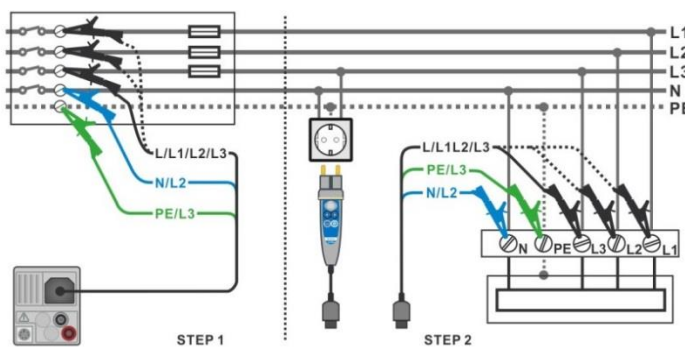 L1
L2
L3
N
PE
L/L1/L2/L3
N/L2
PE/L3
L/L1L2/L3
PE/L3
N/L2
N PE L3 L2 L1
STEP 1
STEP 2